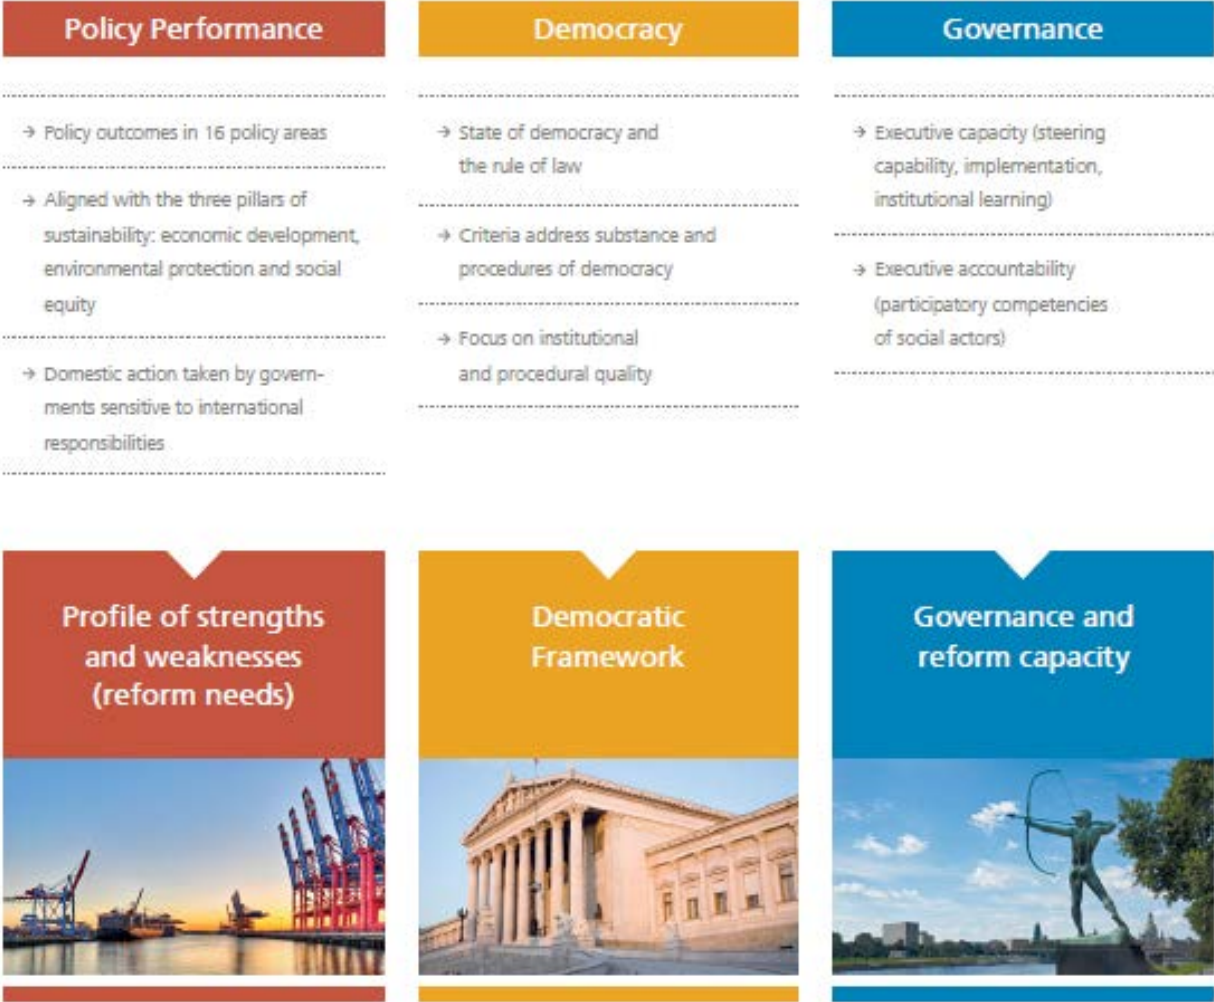 Policy Performance
→ Policy outcomes in 16 policy areas
→ Aligned with the three pillars of
sustainability: economic development,
environmental protection and social
equity
→ Domestic action taken by govern-
ments sensitive to international
responsibilities
Profile of strengths
and weaknesses
(reform needs)
Democracy
→ State of democracy and
the rule of law
→ Criteria address substance and
procedures of democracy
→ Focus on institutional
and procedural quality
Democratic
Framework
Governance
→ Executive capacity (steering
capability, implementation,
institutional learning)
→ Executive accountability
(participatory competencies
of social actors)
Governance and
reform capacity